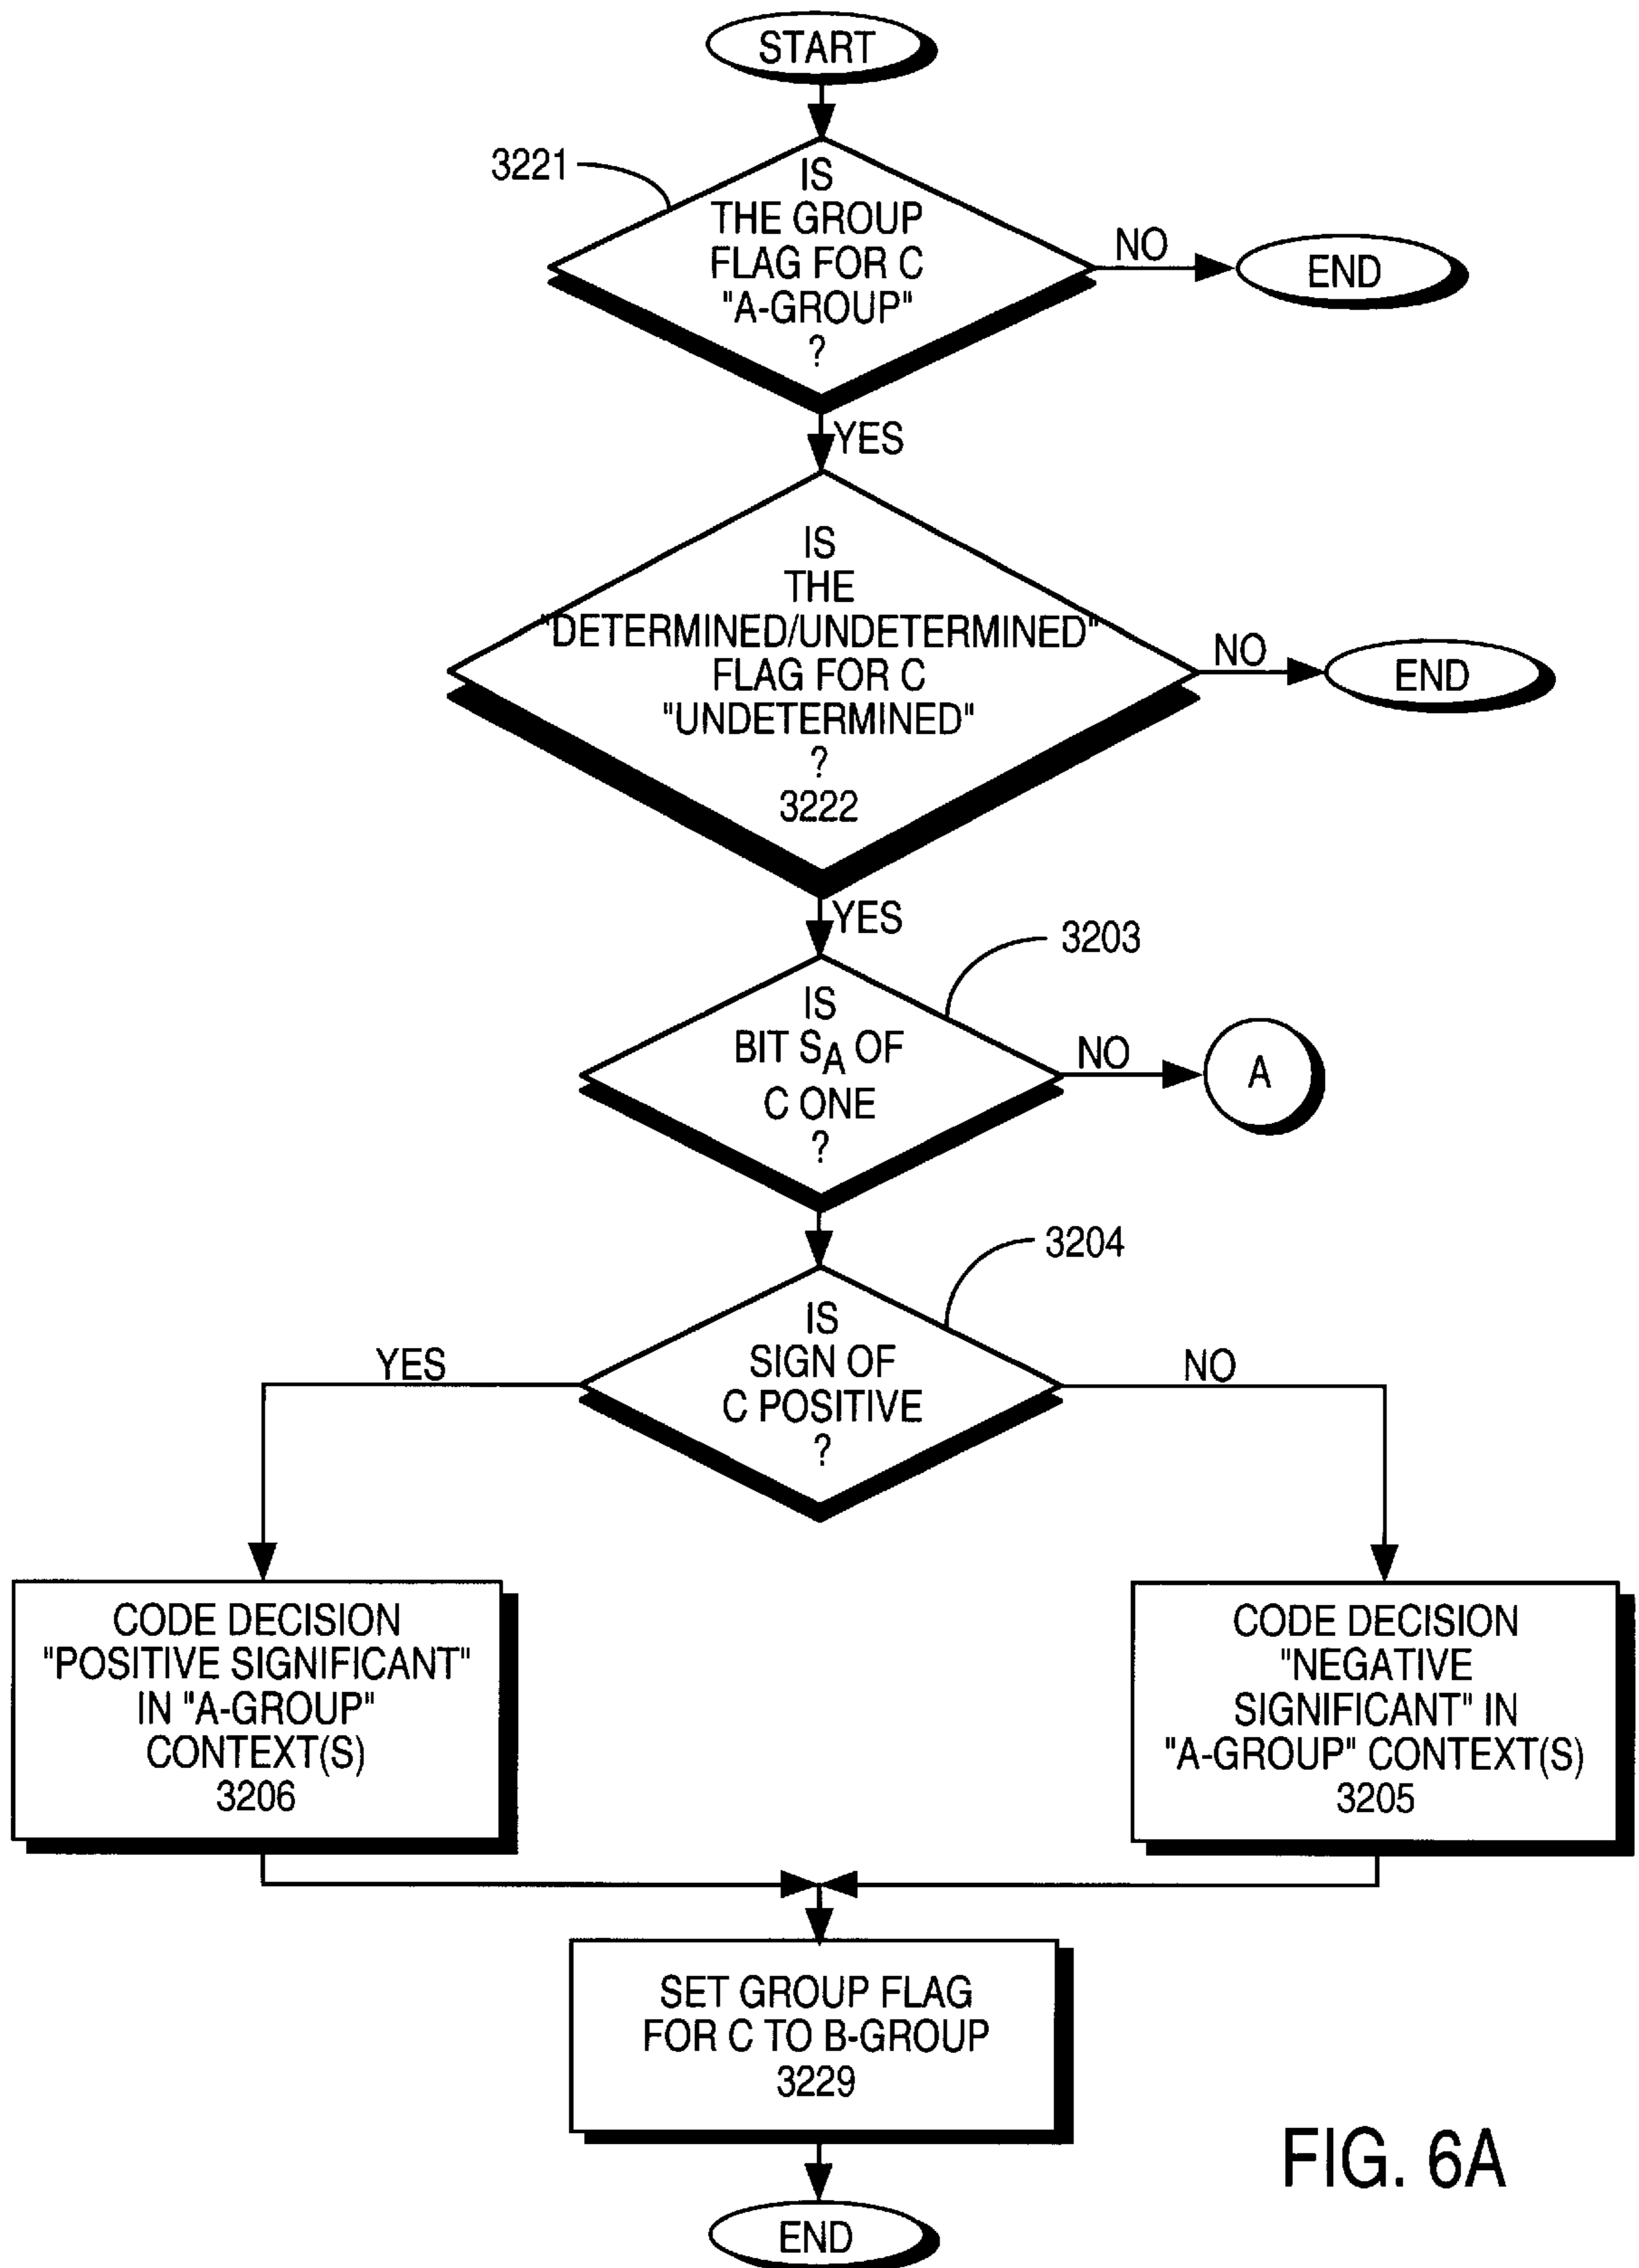 START
3221
IS
THE GROUP
FLAG FOR C
"A-GROUP"
?
NO
END
YES
IS
THE
"DETERMINED/UNDETERMINED"
FLAG FOR C
"UNDETERMINED"
?
3222
NO
END
YES
3203
IS
BIT SA OF
C ONE
?
NO
A
3204
IS
SIGN OF
C POSITIVE
?
YES
NO
CODE DECISION
"POSITIVE SIGNIFICANT"
IN "A-GROUP"
CONTEXT(S)
3206
CODE DECISION
"NEGATIVE
SIGNIFICANT" IN
"A-GROUP" CONTEXT(S)
3205
SET GROUP FLAG
FOR C TO B-GROUP
3229
END
FIG. 6A